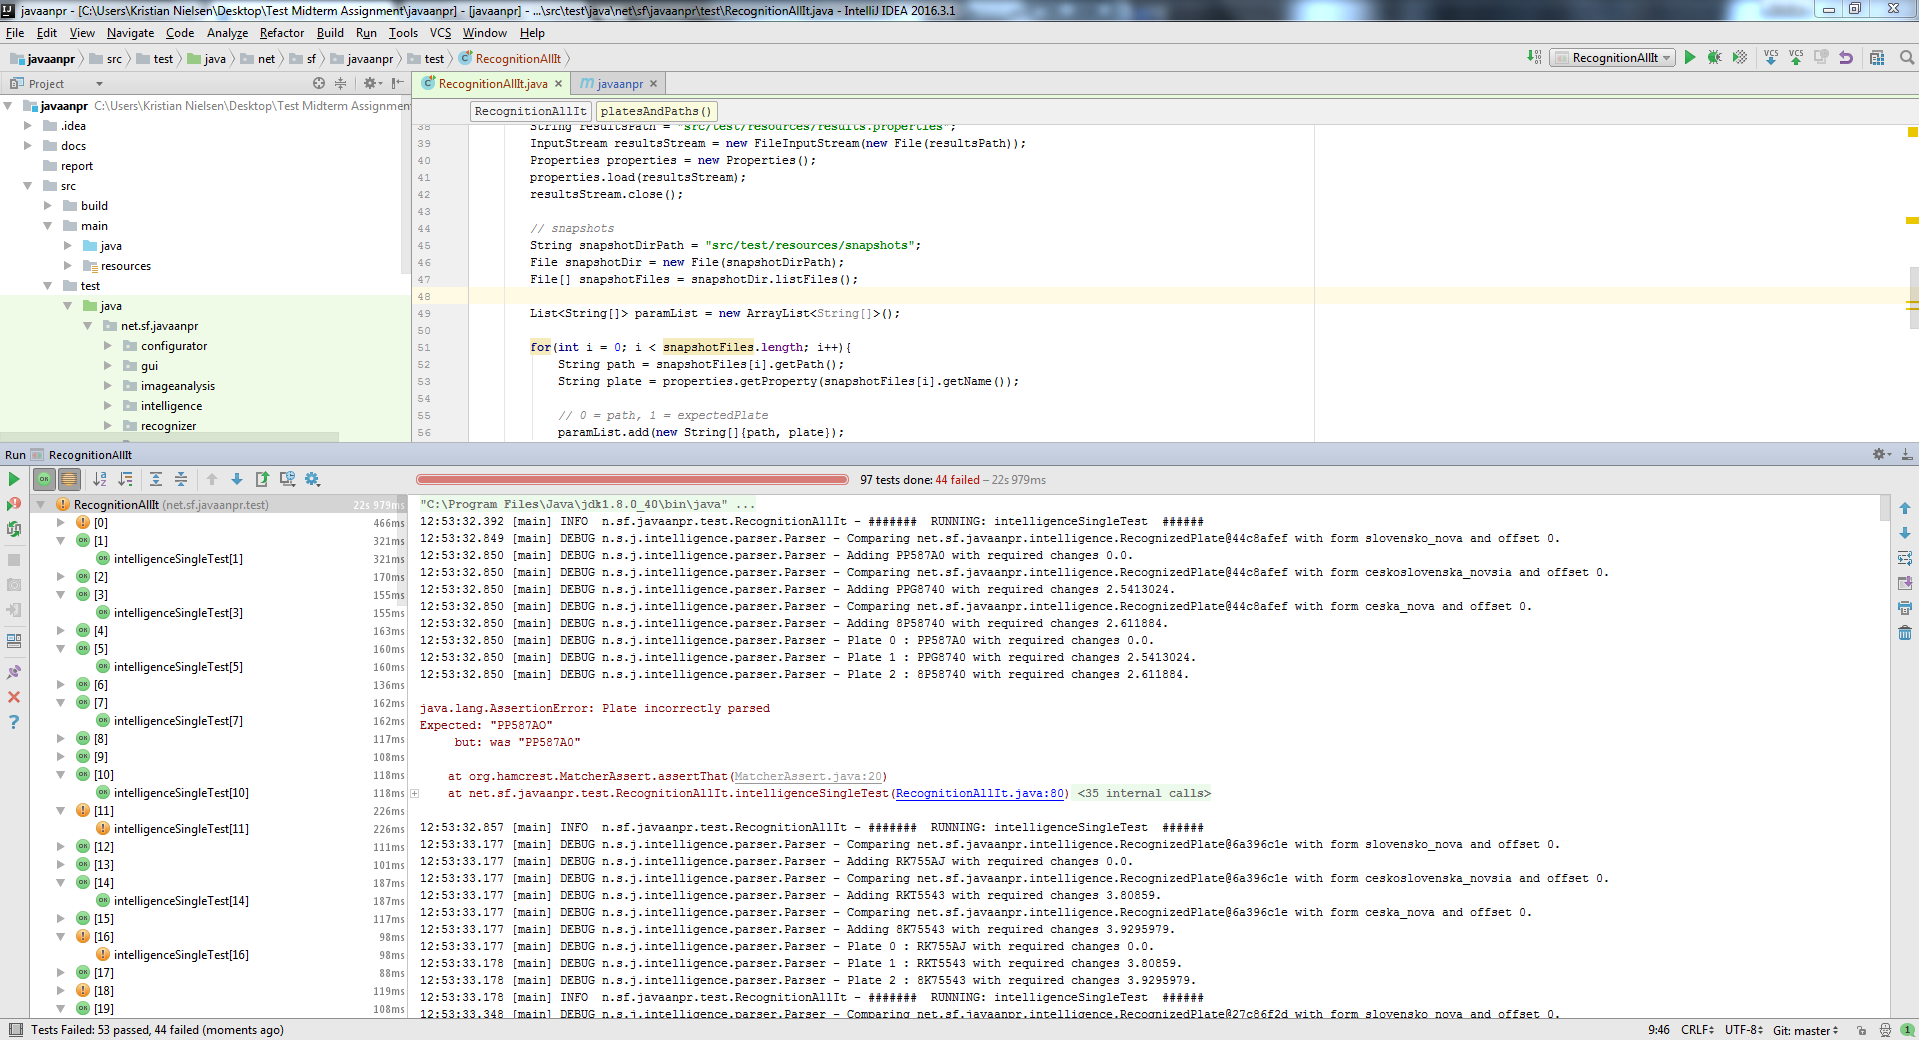 javaanpr - [C:\Users\Kristian Nielsen\Desktop\Test Midterm Assignment\javaanpr] - [javaanpr] - ...\src\test\java\net\sf\javaanpr\test\RecognitionAllIt.java - IntelliJ IDEA 2016.3.1
File Edit View Navigate Code Analyze Refactor Build Run Tools VCS Window Help
javaanpr src test java net sf javaanpr test RecognitionAllIt
RecognitionAllIt VCS VCS
Project
RecognitionAllIt.java javaanpr
javaanpr C:\Users\Kristian Nielsen\Desktop\Test Midterm Assignment
.idea
docs
report
src
build
main
java
resources
test
java
net.sf.javaanpr
configurator
gui
imageanalysis
intelligence
recognizer
RecognitionAllIt platesAndPaths()
38 String resultsPath = "src/test/resources/results.properties";
39 InputStream resultsStream = new FileInputStream(new File(resultsPath));
40 Properties properties = new Properties();
41 properties.load(resultsStream);
42 resultsStream.close();
43
44 // snapshots
45 String snapshotDirPath = "src/test/resources/snapshots";
46 File snapshotDir = new File(snapshotDirPath);
47 File[] snapshotFiles = snapshotDir.listFiles();
48
49 List<String[]> paramList = new ArrayList<String[]>();
50
51 for(int i = 0; i < snapshotFiles.length; i++){
52 String path = snapshotFiles[i].getPath();
53 String plate = properties.getProperty(snapshotFiles[i].getName());
54
55 // 0 = path, 1 = expectedPlate
56 paramList.add(new String[]{path, plate});
Run RecognitionAllIt
97 tests done: 44 failed – 22s 979ms
RecognitionAllIt (net.sf.javaanpr.test) 22s 979ms
[0] 466ms
[1] 321ms
intelligenceSingleTest[1] 321ms
[2] 170ms
[3] 155ms
intelligenceSingleTest[3] 155ms
[4] 163ms
[5] 160ms
intelligenceSingleTest[5] 160ms
[6] 136ms
[7] 162ms
intelligenceSingleTest[7] 162ms
[8] 117ms
[9] 108ms
[10] 118ms
intelligenceSingleTest[10] 118ms
[11] 226ms
intelligenceSingleTest[11] 226ms
[12] 111ms
[13] 101ms
[14] 187ms
intelligenceSingleTest[14] 187ms
[15] 117ms
[16] 98ms
intelligenceSingleTest[16] 98ms
[17] 88ms
[18] 119ms
[19] 108ms
"C:\Program Files\Java\jdk1.8.0_40\bin\java" ...
12:53:32.392 [main] INFO n.sf.javaanpr.test.RecognitionAllIt - ####### RUNNING: intelligenceSingleTest ######
12:53:32.849 [main] DEBUG n.s.j.intelligence.parser.Parser - Comparing net.sf.javaanpr.intelligence.RecognizedPlate@44c8afef with form slovensko_nova and offset 0.
12:53:32.850 [main] DEBUG n.s.j.intelligence.parser.Parser - Adding PP587A0 with required changes 0.0.
12:53:32.850 [main] DEBUG n.s.j.intelligence.parser.Parser - Comparing net.sf.javaanpr.intelligence.RecognizedPlate@44c8afef with form ceskoslovenska_novsia and offset 0.
12:53:32.850 [main] DEBUG n.s.j.intelligence.parser.Parser - Adding PPG8740 with required changes 2.5413024.
12:53:32.850 [main] DEBUG n.s.j.intelligence.parser.Parser - Comparing net.sf.javaanpr.intelligence.RecognizedPlate@44c8afef with form ceska_nova and offset 0.
12:53:32.850 [main] DEBUG n.s.j.intelligence.parser.Parser - Adding 8P58740 with required changes 2.611884.
12:53:32.850 [main] DEBUG n.s.j.intelligence.parser.Parser - Plate 0 : PP587A0 with required changes 0.0.
12:53:32.850 [main] DEBUG n.s.j.intelligence.parser.Parser - Plate 1 : PPG8740 with required changes 2.5413024.
12:53:32.850 [main] DEBUG n.s.j.intelligence.parser.Parser - Plate 2 : 8P58740 with required changes 2.611884.
java.lang.AssertionError: Plate incorrectly parsed
Expected: "PP587AO"
but: was "PP587A0"
at org.hamcrest.MatcherAssert.assertThat(MatcherAssert.java:20)
at net.sf.javaanpr.test.RecognitionAllIt.intelligenceSingleTest(RecognitionAllIt.java:80) <35 internal calls>
12:53:32.857 [main] INFO n.sf.javaanpr.test.RecognitionAllIt - ####### RUNNING: intelligenceSingleTest ######
12:53:33.177 [main] DEBUG n.s.j.intelligence.parser.Parser - Comparing net.sf.javaanpr.intelligence.RecognizedPlate@6a396c1e with form slovensko_nova and offset 0.
12:53:33.177 [main] DEBUG n.s.j.intelligence.parser.Parser - Adding RK755AJ with required changes 0.0.
12:53:33.177 [main] DEBUG n.s.j.intelligence.parser.Parser - Comparing net.sf.javaanpr.intelligence.RecognizedPlate@6a396c1e with form ceskoslovenska_novsia and offset 0.
12:53:33.177 [main] DEBUG n.s.j.intelligence.parser.Parser - Adding RKT5543 with required changes 3.80859.
12:53:33.177 [main] DEBUG n.s.j.intelligence.parser.Parser - Comparing net.sf.javaanpr.intelligence.RecognizedPlate@6a396c1e with form ceska_nova and offset 0.
12:53:33.177 [main] DEBUG n.s.j.intelligence.parser.Parser - Adding 8K75543 with required changes 3.9295979.
12:53:33.177 [main] DEBUG n.s.j.intelligence.parser.Parser - Plate 0 : RK755AJ with required changes 0.0.
12:53:33.178 [main] DEBUG n.s.j.intelligence.parser.Parser - Plate 1 : RKT5543 with required changes 3.80859.
12:53:33.178 [main] DEBUG n.s.j.intelligence.parser.Parser - Plate 2 : 8K75543 with required changes 3.9295979.
12:53:33.178 [main] INFO n.sf.javaanpr.test.RecognitionAllIt - ####### RUNNING: intelligenceSingleTest ######
12:53:33.348 [main] DEBUG n.s.j.intelligence.parser.Parser - Comparing net.sf.javaanpr.intelligence.RecognizedPlate@27c86f2d with form slovensko_nova and offset 0.
Tests Failed: 53 passed, 44 failed (moments ago)
9:46 CRLF UTF-8 Git: master 1